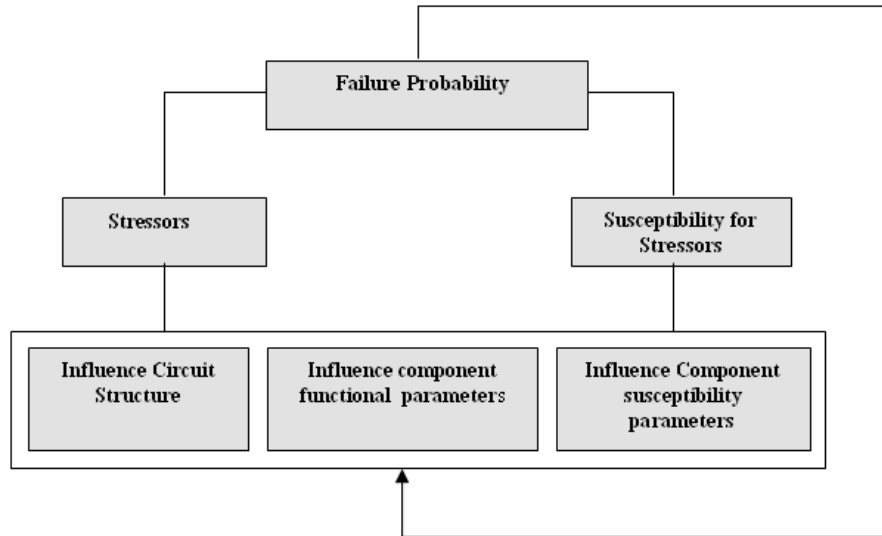 Failure Probability
Stressors
Susceptibility for
Stressors
Influence Circuit
Structure
Influence component
functional parameters
Influence Component
susceptibility
parameters